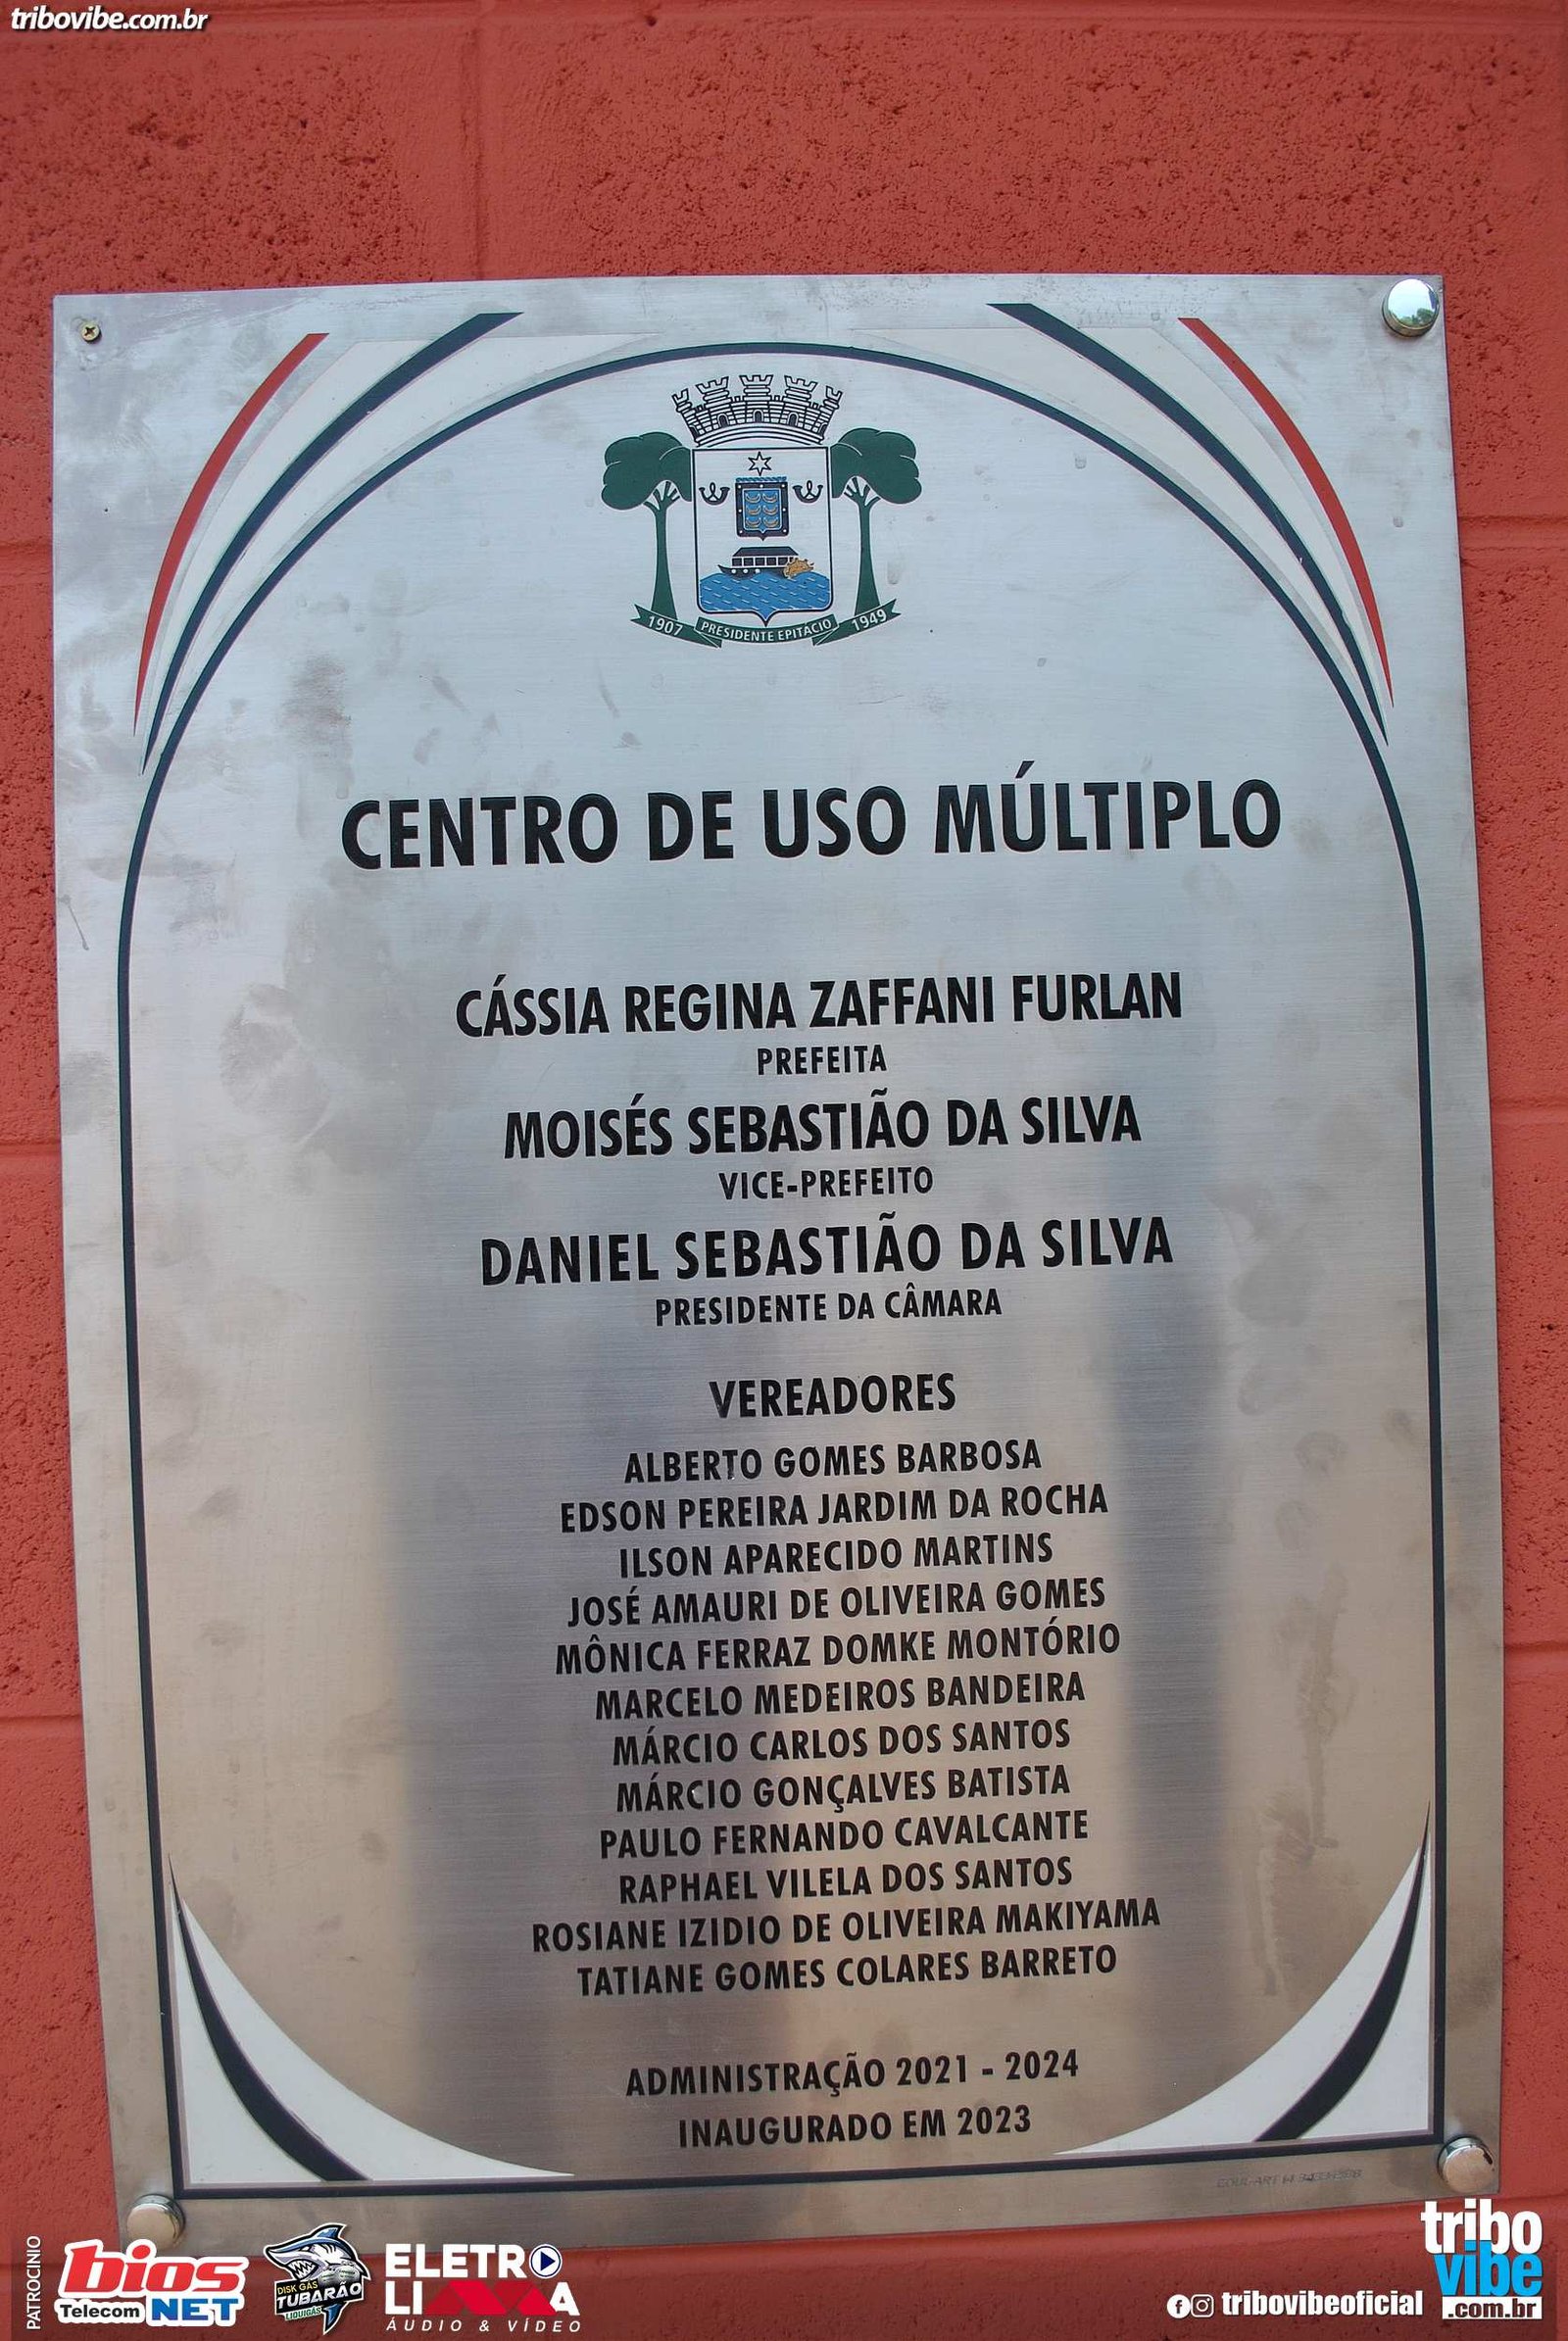 tribovibe.com.br
1907 PRESIDENTE EPITÁCIO 1949
CENTRO DE USO MÚLTIPLO
CÁSSIA REGINA ZAFFANI FURLAN
PREFEITA
MOISÉS SEBASTIÃO DA SILVA
VICE-PREFEITO
DANIEL SEBASTIÃO DA SILVA
PRESIDENTE DA CÂMARA
VEREADORES
ALBERTO GOMES BARBOSA
EDSON PEREIRA JARDIM DA ROCHA
ILSON APARECIDO MARTINS
JOSÉ AMAURI DE OLIVEIRA GOMES
MÔNICA FERRAZ DOMKE MONTÓRIO
MARCELO MEDEIROS BANDEIRA
MÁRCIO CARLOS DOS SANTOS
MÁRCIO GONÇALVES BATISTA
PAULO FERNANDO CAVALCANTE
RAPHAEL VILELA DOS SANTOS
ROSIANE IZIDIO DE OLIVEIRA MAKIYAMA
TATIANE GOMES COLARES BARRETO
ADMINISTRAÇÃO 2021 - 2024
INAUGURADO EM 2023
PATROCÍNIO
bios
Telecom NET
DISK GÁS
TUBARÃO
LIQUIGÁS
ELETRO
LIMA
ÁUDIO & VÍDEO
tribovibeoficial
tribo
vibe
.com.br